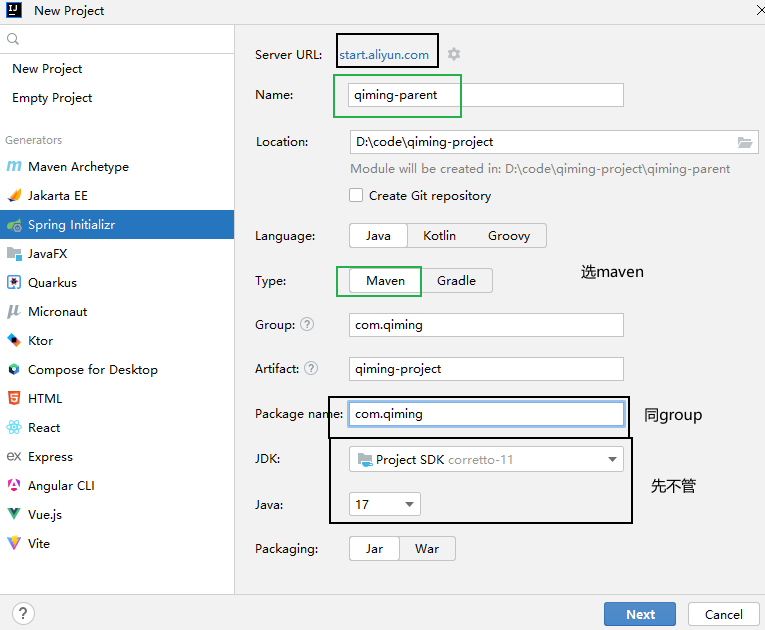 New Project
New Project
Empty Project
Generators
Maven Archetype
Jakarta EE
Spring Initializr
JavaFX
Quarkus
Micronaut
Ktor
Compose for Desktop
HTML
React
Express
Angular CLI
Vue.js
Vite
Server URL: start.aliyun.com
Name: qiming-parent
Location: D:\code\qiming-project
Module will be created in: D:\code\qiming-project\qiming-parent
Create Git repository
Language: Java Kotlin Groovy
Type: Maven Gradle 选maven
Group: ? com.qiming
Artifact: ? qiming-project
Package name: com.qiming 同group
JDK: Project SDK corretto-11
先不管
Java: 17
Packaging: Jar War
? Next Cancel